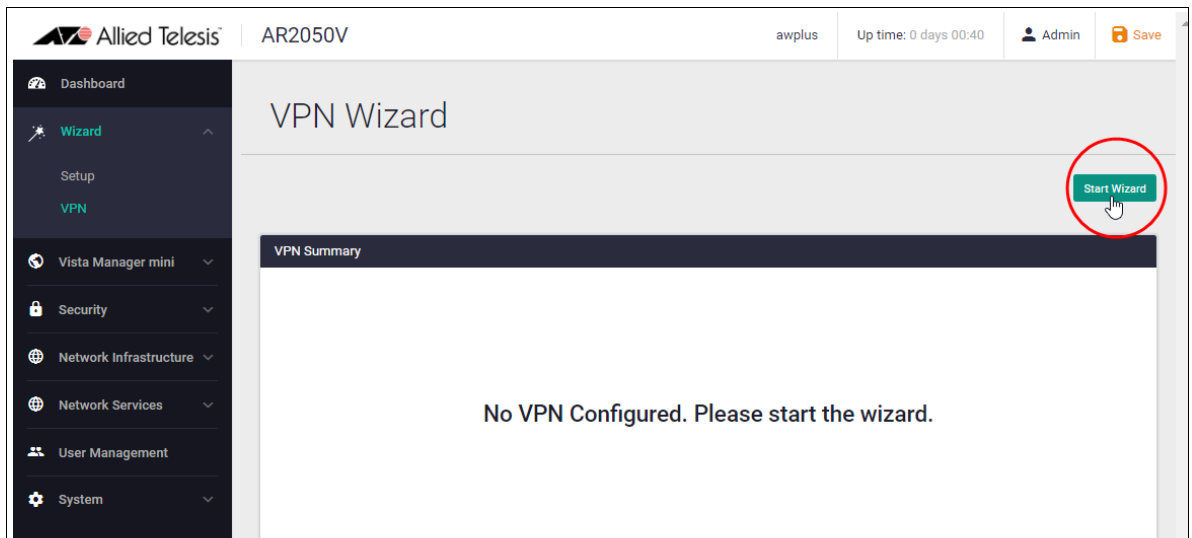 Allied Telesis
AR2050V
awplus
Up time: 0 days 00:40
Admin
Save
Dashboard
Wizard
Setup
VPN
Vista Manager mini
Security
Network Infrastructure
Network Services
User Management
System
VPN Wizard
Start Wizard
VPN Summary
No VPN Configured. Please start the wizard.